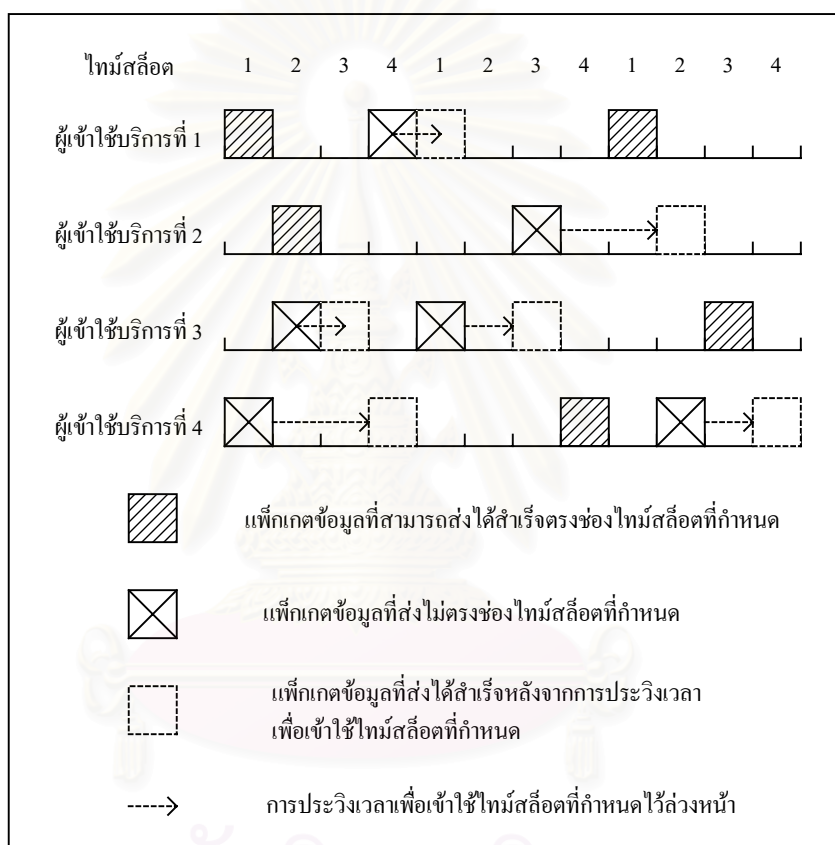 ไทม์สล็อต 1 2 3 4 1 2 3 4 1 2 3 4
ผู้เข้าใช้บริการที่ 1
ผู้เข้าใช้บริการที่ 2
ผู้เข้าใช้บริการที่ 3
ผู้เข้าใช้บริการที่ 4
แพ็กเกตข้อมูลที่สามารถส่งได้สำเร็จตรงช่องไทม์สล็อตที่กำหนด
แพ็กเกตข้อมูลที่ส่งไม่ตรงช่องไทม์สล็อตที่กำหนด
แพ็กเกตข้อมูลที่ส่งได้สำเร็จหลังจากการประวิงเวลา
เพื่อเข้าใช้ไทม์สล็อตที่กำหนด
การประวิงเวลาเพื่อเข้าใช้ไทม์สล็อตที่กำหนดไว้ล่วงหน้า